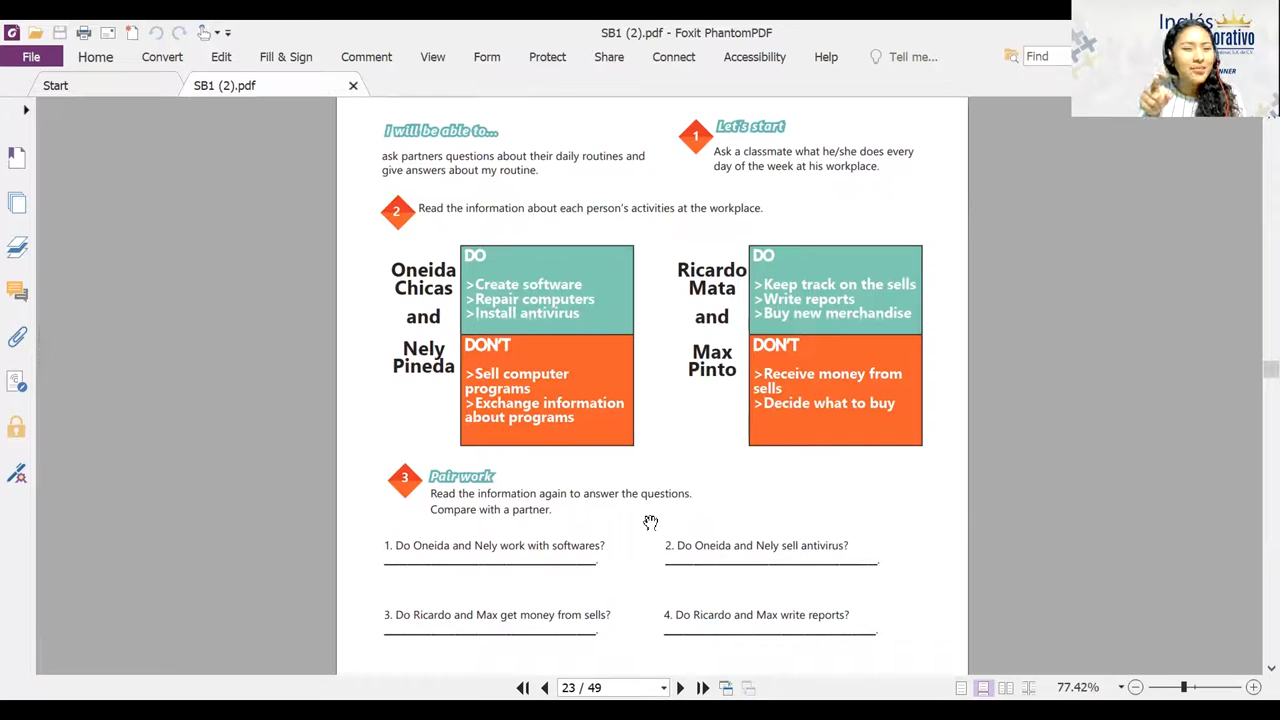 SB1 (2).pdf - Foxit PhantomPDF
File Home Convert Edit Fill & Sign Comment View Form Protect Share Connect Accessibility Help Tell me... Find
Start SB1 (2).pdf
Inglés
orativo
NNER
I will be able to...
ask partners questions about their daily routines and
give answers about my routine.
1 Let's start
Ask a classmate what he/she does every
day of the week at his workplace.
2 Read the information about each person's activities at the workplace.
Oneida
Chicas
and
Nely
Pineda
DO
>Create software
>Repair computers
>Install antivirus
DON'T
>Sell computer
programs
>Exchange information
about programs
Ricardo
Mata
and
Max
Pinto
DO
>Keep track on the sells
>Write reports
>Buy new merchandise
DON'T
>Receive money from
sells
>Decide what to buy
3 Pair work
Read the information again to answer the questions.
Compare with a partner.
1. Do Oneida and Nely work with softwares?
2. Do Oneida and Nely sell antivirus?
3. Do Ricardo and Max get money from sells?
4. Do Ricardo and Max write reports?
23 / 49
77.42%